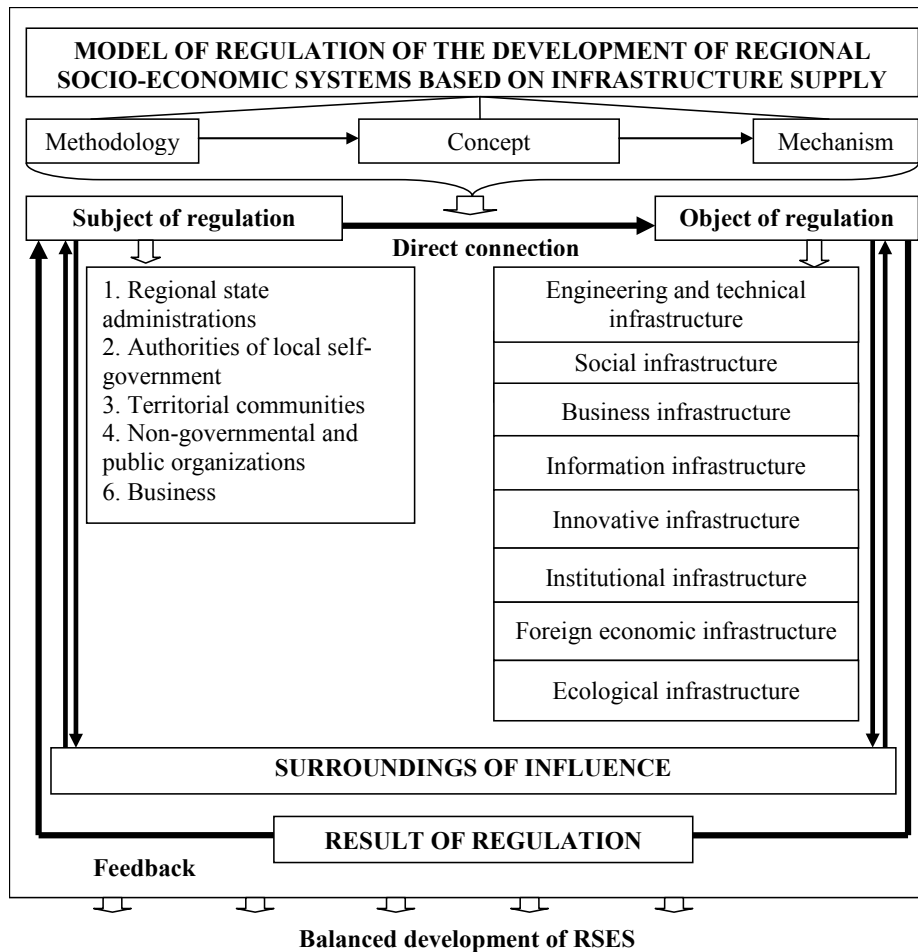 MODEL OF REGULATION OF THE DEVELOPMENT OF REGIONAL
SOCIO-ECONOMIC SYSTEMS BASED ON INFRASTRUCTURE SUPPLY
Methodology
Concept
Mechanism
Subject of regulation
Object of regulation
Direct connection
1. Regional state
administrations
2. Authorities of local self-
government
3. Territorial communities
4. Non-governmental and
public organizations
6. Business
Engineering and technical
infrastructure
Social infrastructure
Business infrastructure
Information infrastructure
Innovative infrastructure
Institutional infrastructure
Foreign economic infrastructure
Ecological infrastructure
SURROUNDINGS OF INFLUENCE
RESULT OF REGULATION
Feedback
Balanced development of RSES